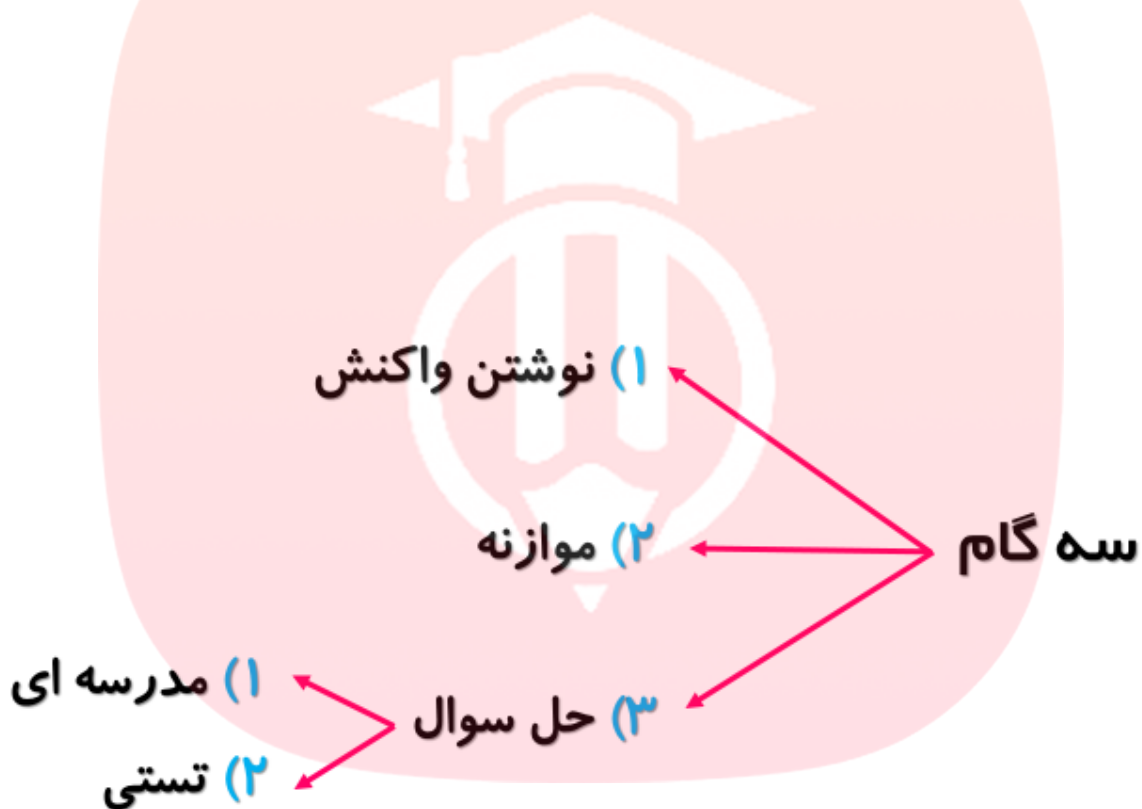 سه گام
۱) نوشتن واکنش
۲) موازنه
۳) حل سوال
۱) مدرسه ای
۲) تستی